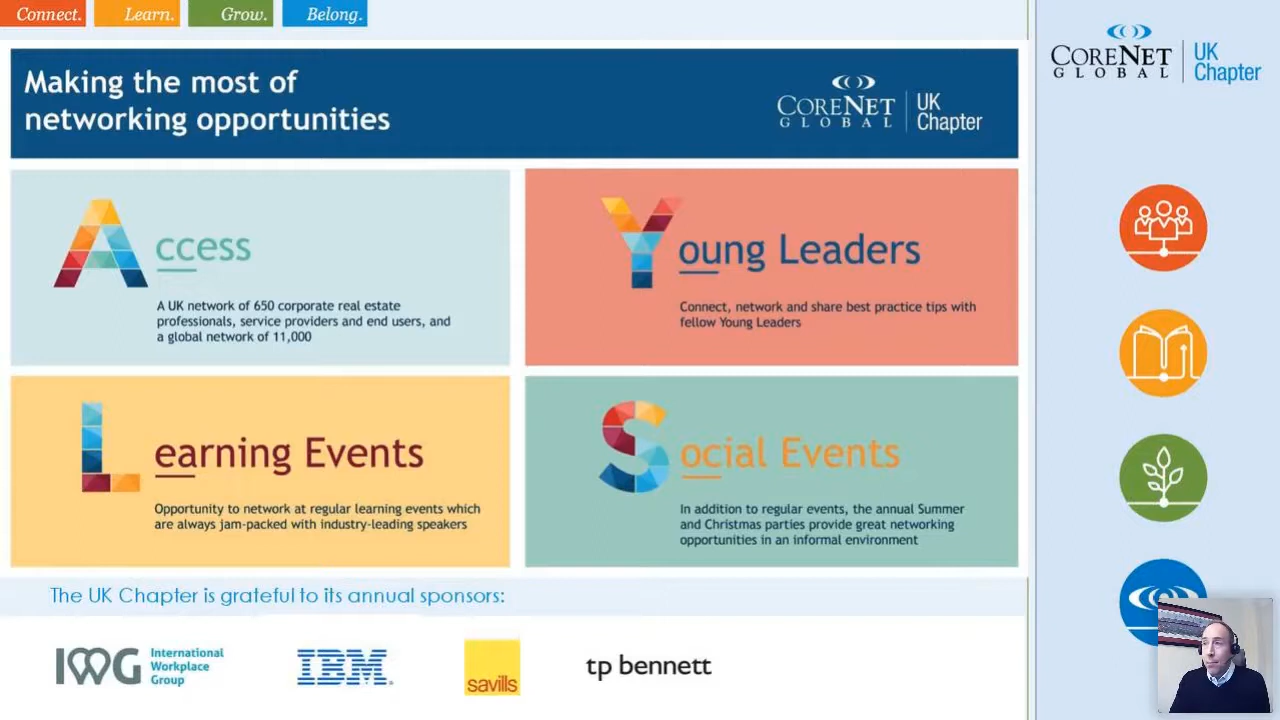 Connect. Learn. Grow. Belong.
CORENET GLOBAL UK Chapter
Making the most of
networking opportunities
CORENET GLOBAL UK Chapter
Access
A UK network of 650 corporate real estate
professionals, service providers and end users, and
a global network of 11,000
Young Leaders
Connect, network and share best practice tips with
fellow Young Leaders
Learning Events
Opportunity to network at regular learning events which
are always jam-packed with industry-leading speakers
Social Events
In addition to regular events, the annual Summer
and Christmas parties provide great networking
opportunities in an informal environment
The UK Chapter is grateful to its annual sponsors:
IWG International
Workplace
Group
IBM
savills
tp bennett